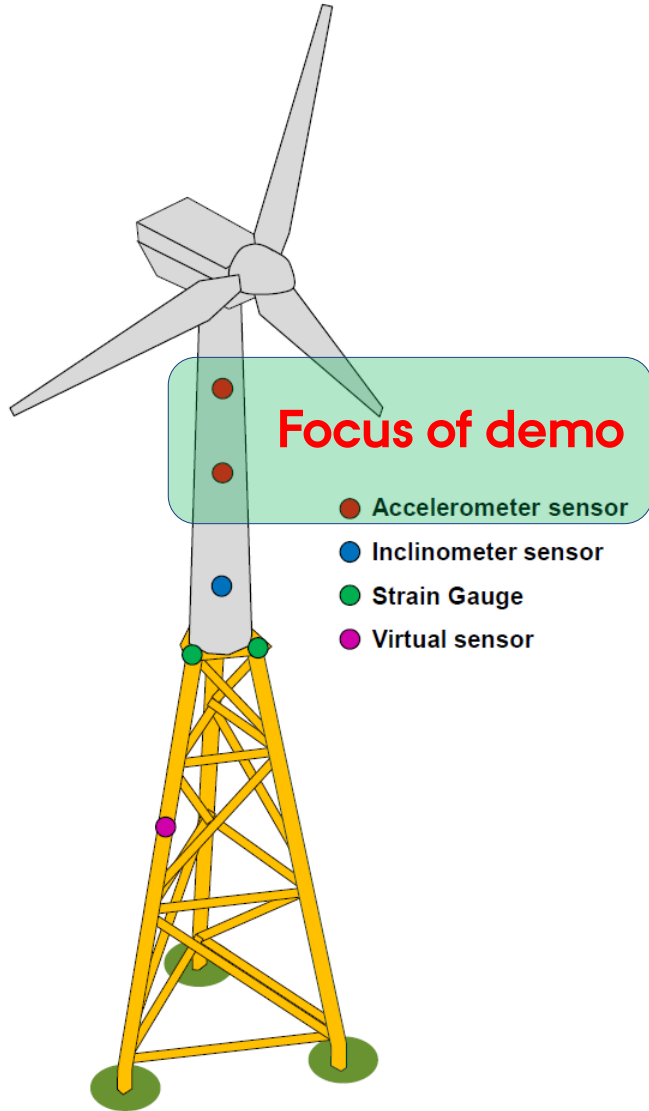 Focus of demo
Accelerometer sensor
Inclinometer sensor
Strain Gauge
Virtual sensor